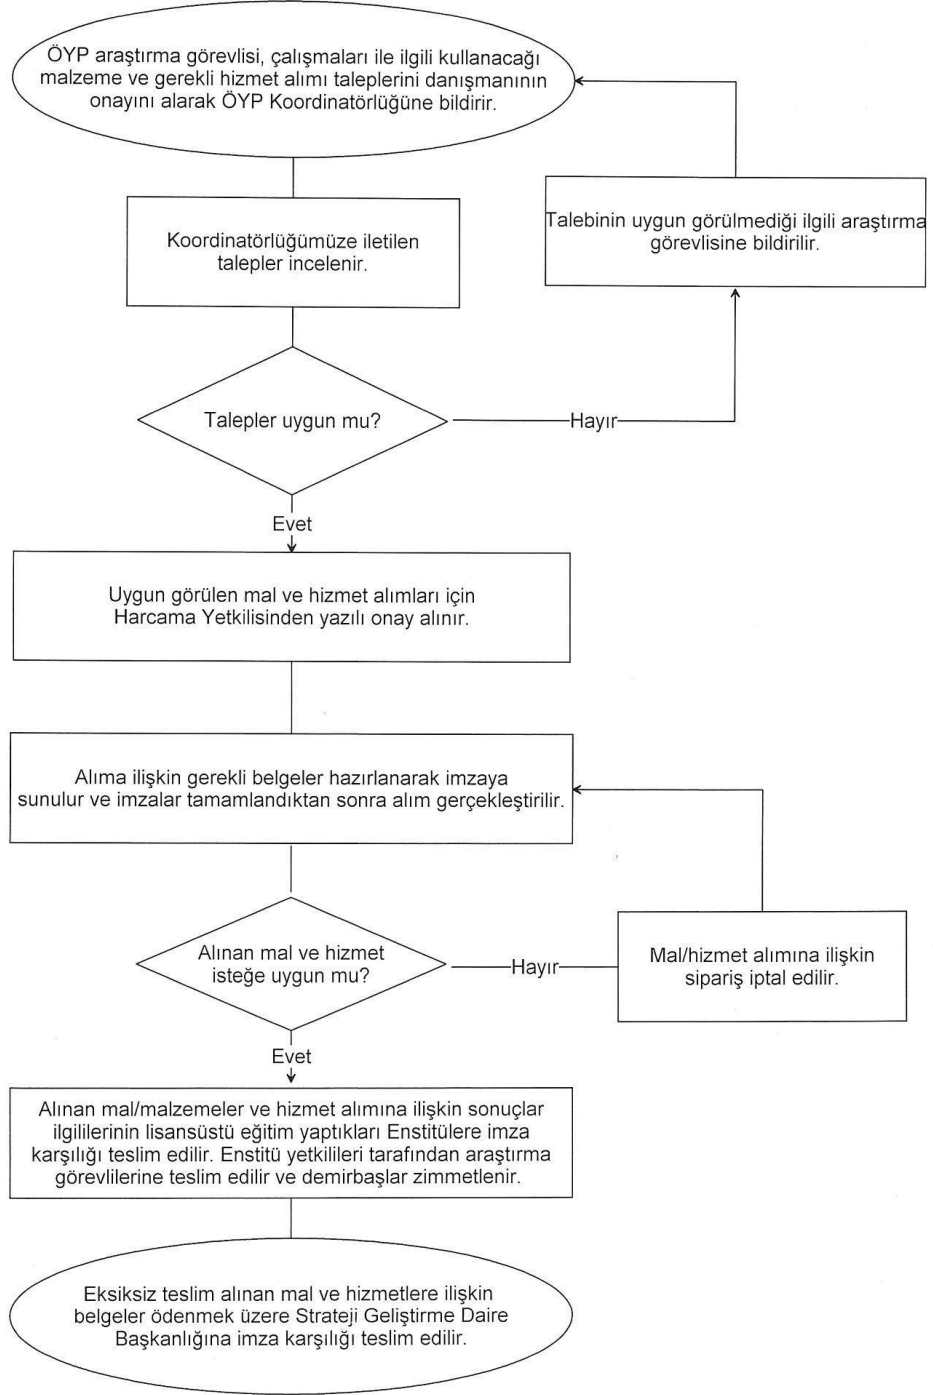 ÖYP araştırma görevlisi, çalışmaları ile ilgili kullanacağı
malzeme ve gerekli hizmet alımı taleplerini danışmanının
onayını alarak ÖYP Koordinatörlüğüne bildirir.
Talebinin uygun görülmediği ilgili araştırma
görevlisine bildirilir.
Koordinatörlüğümüze iletilen
talepler incelenir.
Talepler uygun mu?
Hayır
Evet
Uygun görülen mal ve hizmet alımları için
Harcama Yetkilisinden yazılı onay alınır.
Alıma ilişkin gerekli belgeler hazırlanarak imzaya
sunulur ve imzalar tamamlandıktan sonra alım gerçekleştirilir.
Alınan mal ve hizmet
isteğe uygun mu?
Hayır
Mal/hizmet alımına ilişkin
sipariş iptal edilir.
Evet
Alınan mal/malzemeler ve hizmet alımına ilişkin sonuçlar
ilgililerinin lisansüstü eğitim yaptıkları Enstitülere imza
karşılığı teslim edilir. Enstitü yetkilileri tarafından araştırma
görevlilerine teslim edilir ve demirbaşlar zimmetlenir.
Eksiksiz teslim alınan mal ve hizmetlere ilişkin
belgeler ödenmek üzere Strateji Geliştirme Daire
Başkanlığına imza karşılığı teslim edilir.